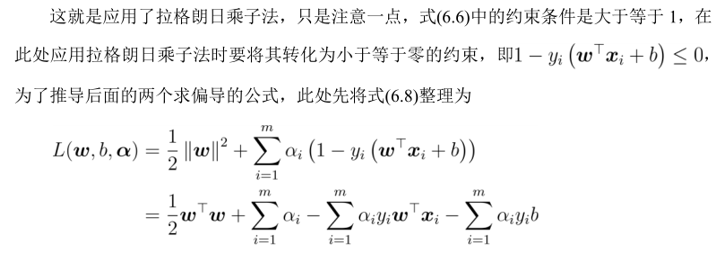 这就是应用了拉格朗日乘子法，只是注意一点，式(6.6)中的约束条件是大于等于 1，在
此处应用拉格朗日乘子法时要将其转化为小于等于零的约束，即$1 - y_i \left(\boldsymbol{w}^\top \boldsymbol{x}_i + b\right) \leq 0$，
为了推导后面的两个求偏导的公式，此处先将式(6.8)整理为
$L(\boldsymbol{w}, b, \boldsymbol{\alpha}) = \frac{1}{2} \|\boldsymbol{w}\|^2 + \sum_{i=1}^{m} \alpha_i \left(1 - y_i \left(\boldsymbol{w}^\top \boldsymbol{x}_i + b\right)\right)$
$= \frac{1}{2} \boldsymbol{w}^\top \boldsymbol{w} + \sum_{i=1}^{m} \alpha_i - \sum_{i=1}^{m} \alpha_i y_i \boldsymbol{w}^\top \boldsymbol{x}_i - \sum_{i=1}^{m} \alpha_i y_i b$